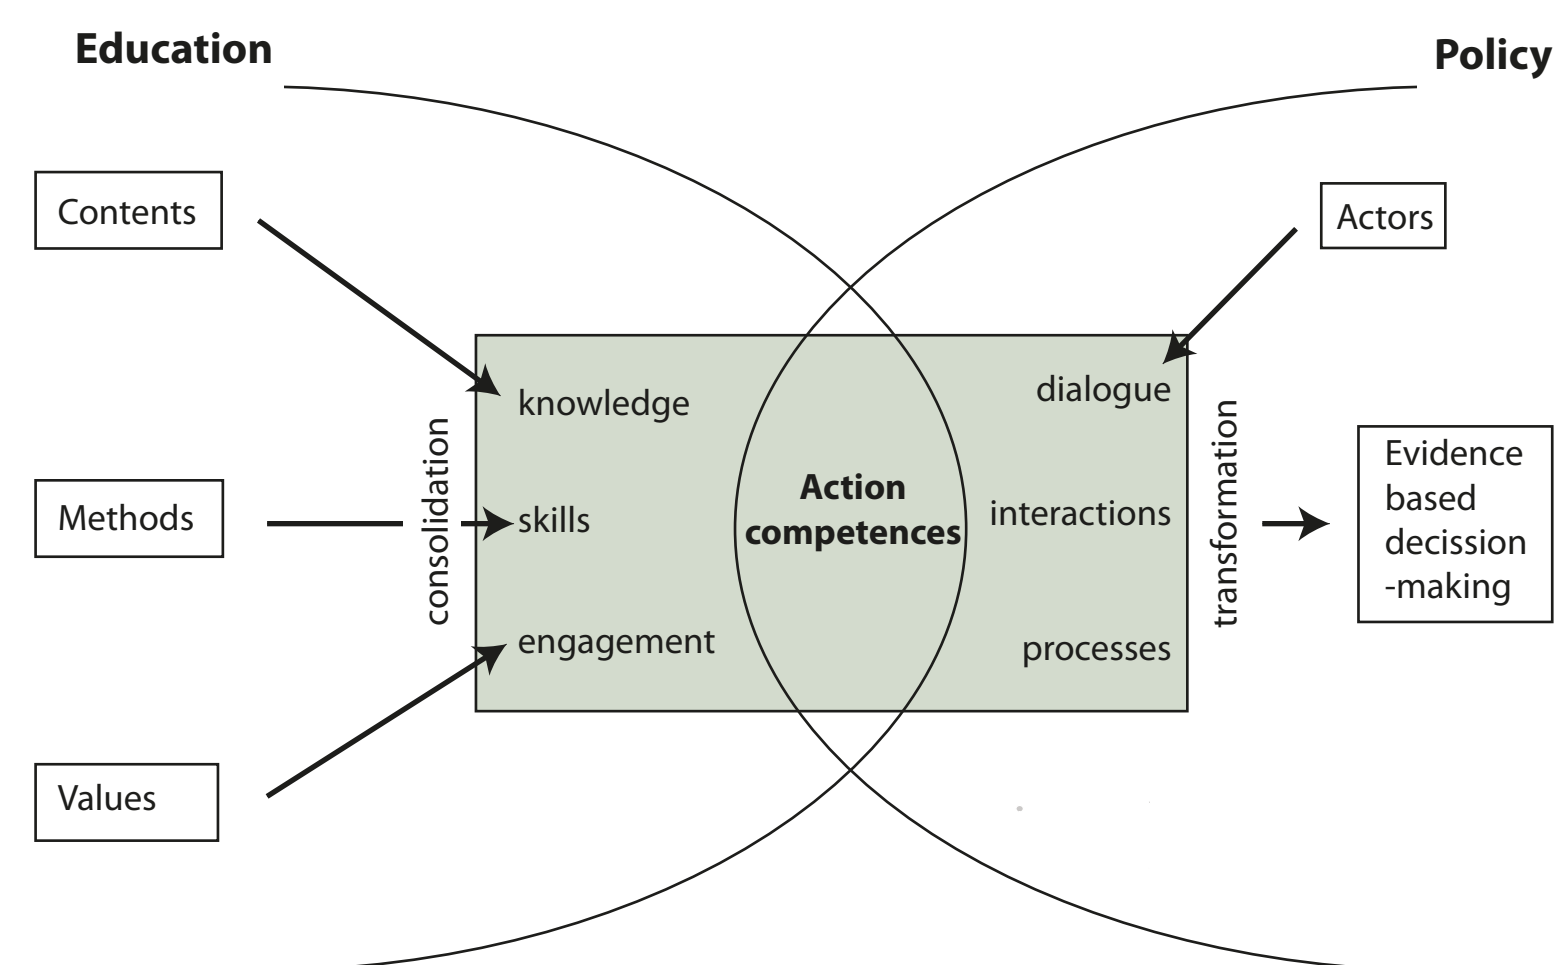 Education
Policy
Contents
Actors
knowledge
dialogue
consolidation
transformation
Methods
skills
Action
competences
interactions
Evidence
based
decission
-making
engagement
processes
Values